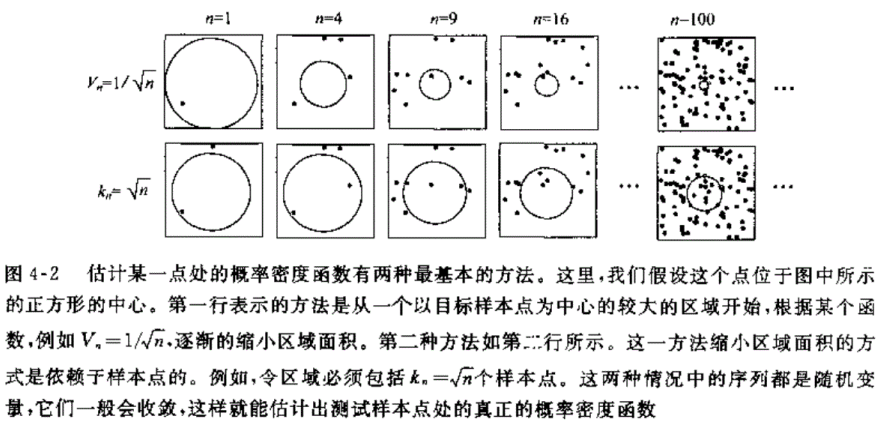 n=1 n=4 n=9 n=16 n=100
Vₙ=1/√n … …
kₙ=√n … …
图 4-2 估计某一点处的概率密度函数有两种最基本的方法。这里,我们假设这个点位于图中所示
的正方形的中心。第一行表示的方法是从一个以目标样本点为中心的较大的区域开始,根据某个函
数,例如 Vₙ=1/√n,逐渐的缩小区域面积。第二种方法如第二行所示。这一方法缩小区域面积的方
式是依赖于样本点的。例如,令区域必须包括 kₙ=√n个样本点。这两种情况中的序列都是随机变
量,它们一般会收敛,这样就能估计出测试样本点处的真正的概率密度函数